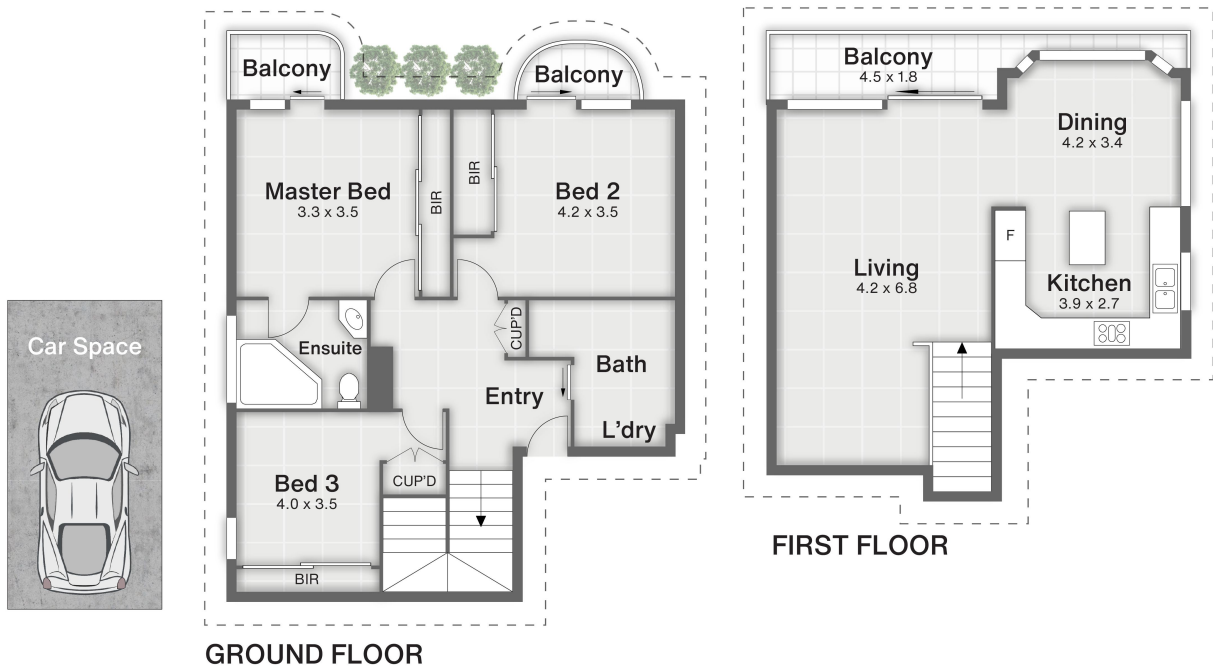 Car Space
Balcony
Balcony
Master Bed
3.3 x 3.5
BIR
BIR
Bed 2
4.2 x 3.5
Ensuite
CUP'D
Bath
Entry
L'dry
Bed 3
4.0 x 3.5
CUP'D
BIR
GROUND FLOOR
Balcony
4.5 x 1.8
Dining
4.2 x 3.4
F
Living
4.2 x 6.8
Kitchen
3.9 x 2.7
FIRST FLOOR